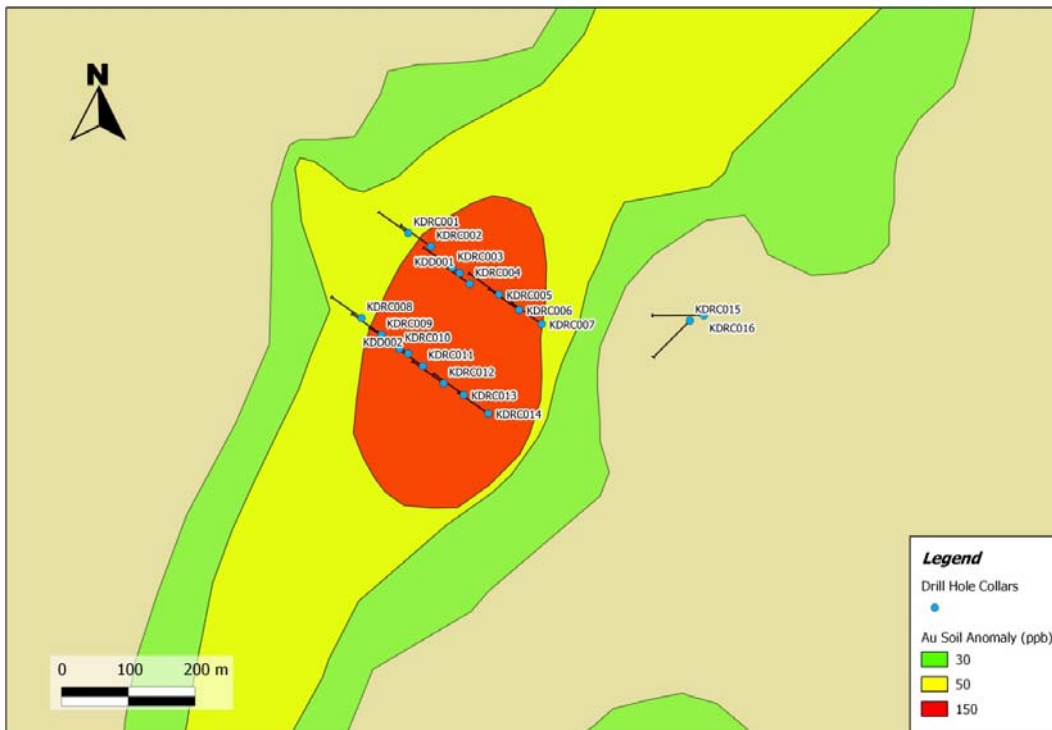 N
KDRC001
KDRC002
KDRC003
KDD001
KDRC004
KDRC005
KDRC006
KDRC007
KDRC008
KDRC009
KDD002
KDRC010
KDRC011
KDRC012
KDRC013
KDRC014
KDRC015
KDRC016
Legend
Drill Hole Collars
Au Soil Anomaly (ppb)
30
50
150
0 100 200 m